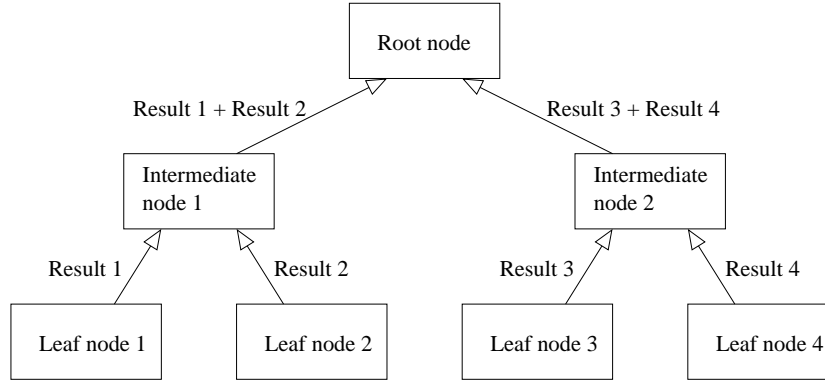 Root node
Result 1 + Result 2
Result 3 + Result 4
Intermediate
node 1
Intermediate
node 2
Result 1
Result 2
Result 3
Result 4
Leaf node 1
Leaf node 2
Leaf node 3
Leaf node 4